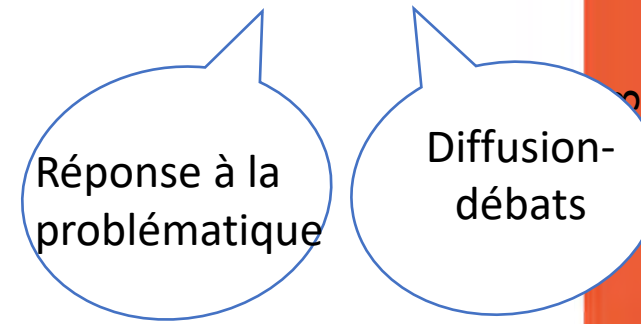 Réponse à la
problématique
Diffusion-
débats